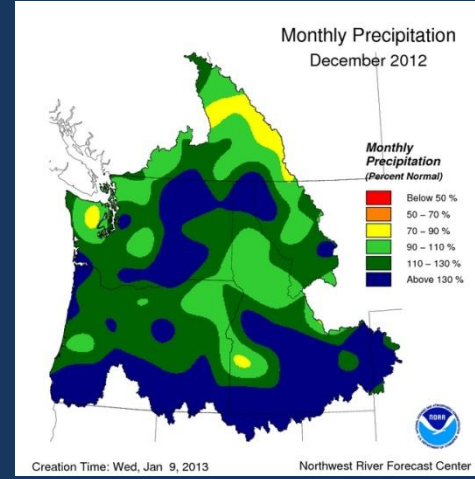 Monthly Precipitation
December 2012
Monthly
Precipitation
(Percent Normal)
Below 50 %
50 – 70 %
70 – 90 %
90 – 110 %
110 – 130 %
Above 130 %
NOAA
Creation Time: Wed, Jan 9, 2013
Northwest River Forecast Center